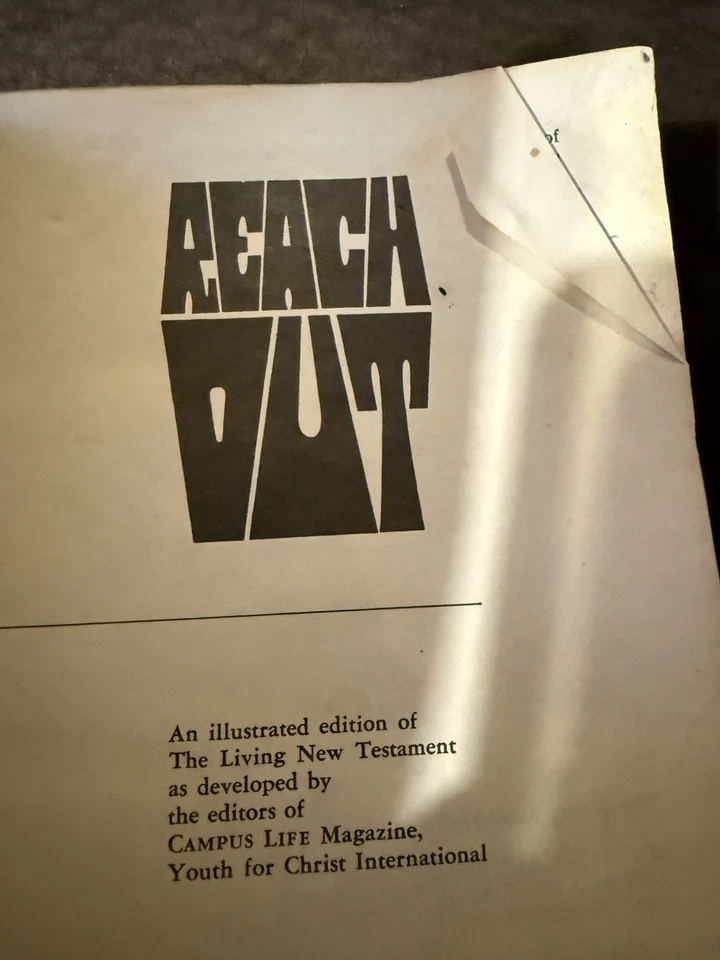 of
REACH
OUT
An illustrated edition of
The Living New Testament
as developed by
the editors of
CAMPUS LIFE Magazine,
Youth for Christ International